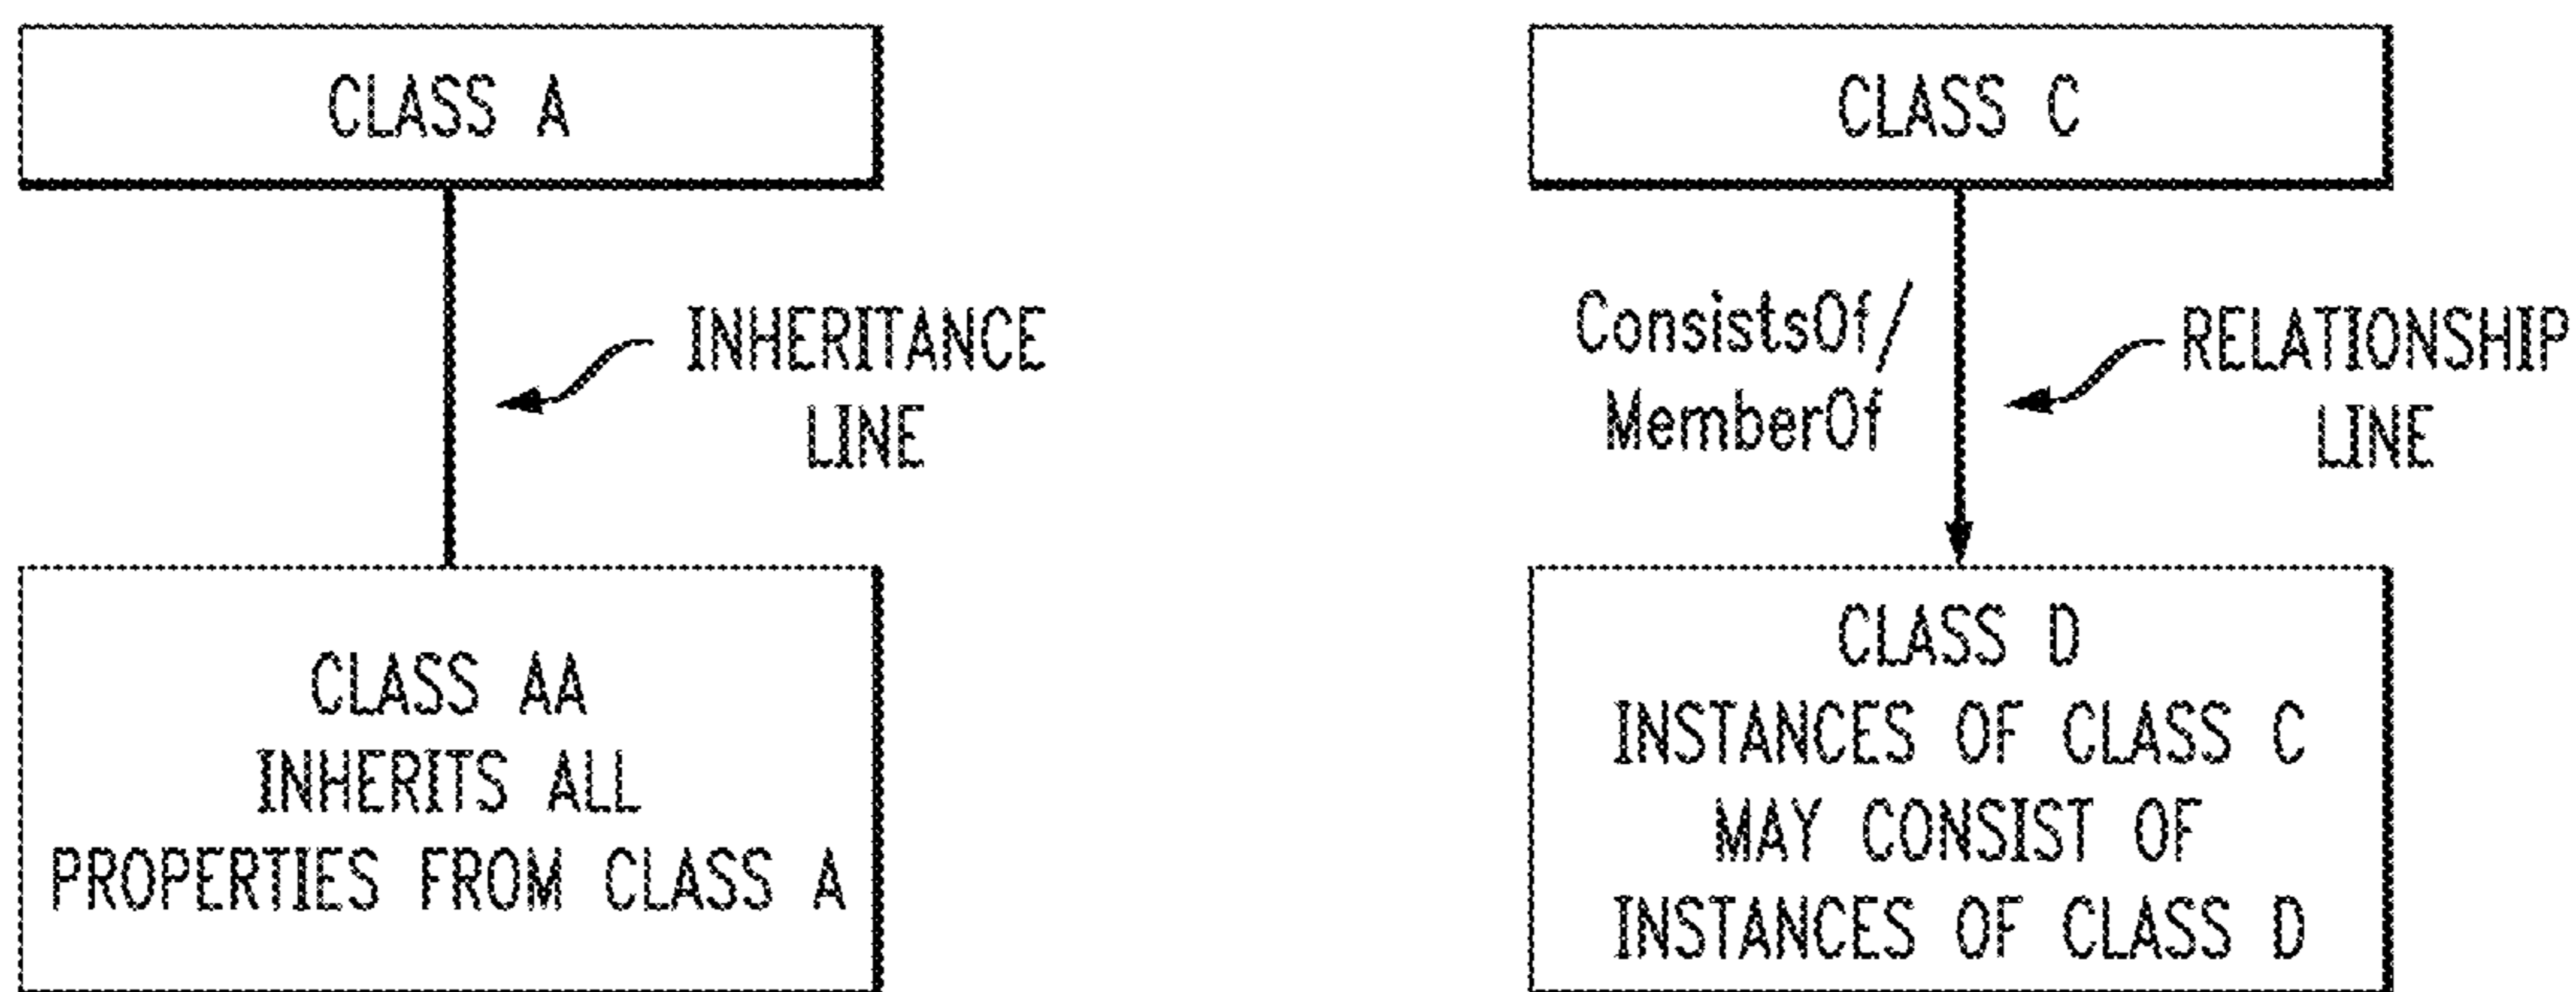 CLASS A
INHERITANCE
LINE
CLASS AA
INHERITS ALL
PROPERTIES FROM CLASS A
CLASS C
ConsistsOf/
MemberOf
RELATIONSHIP
LINE
CLASS D
INSTANCES OF CLASS C
MAY CONSIST OF
INSTANCES OF CLASS D